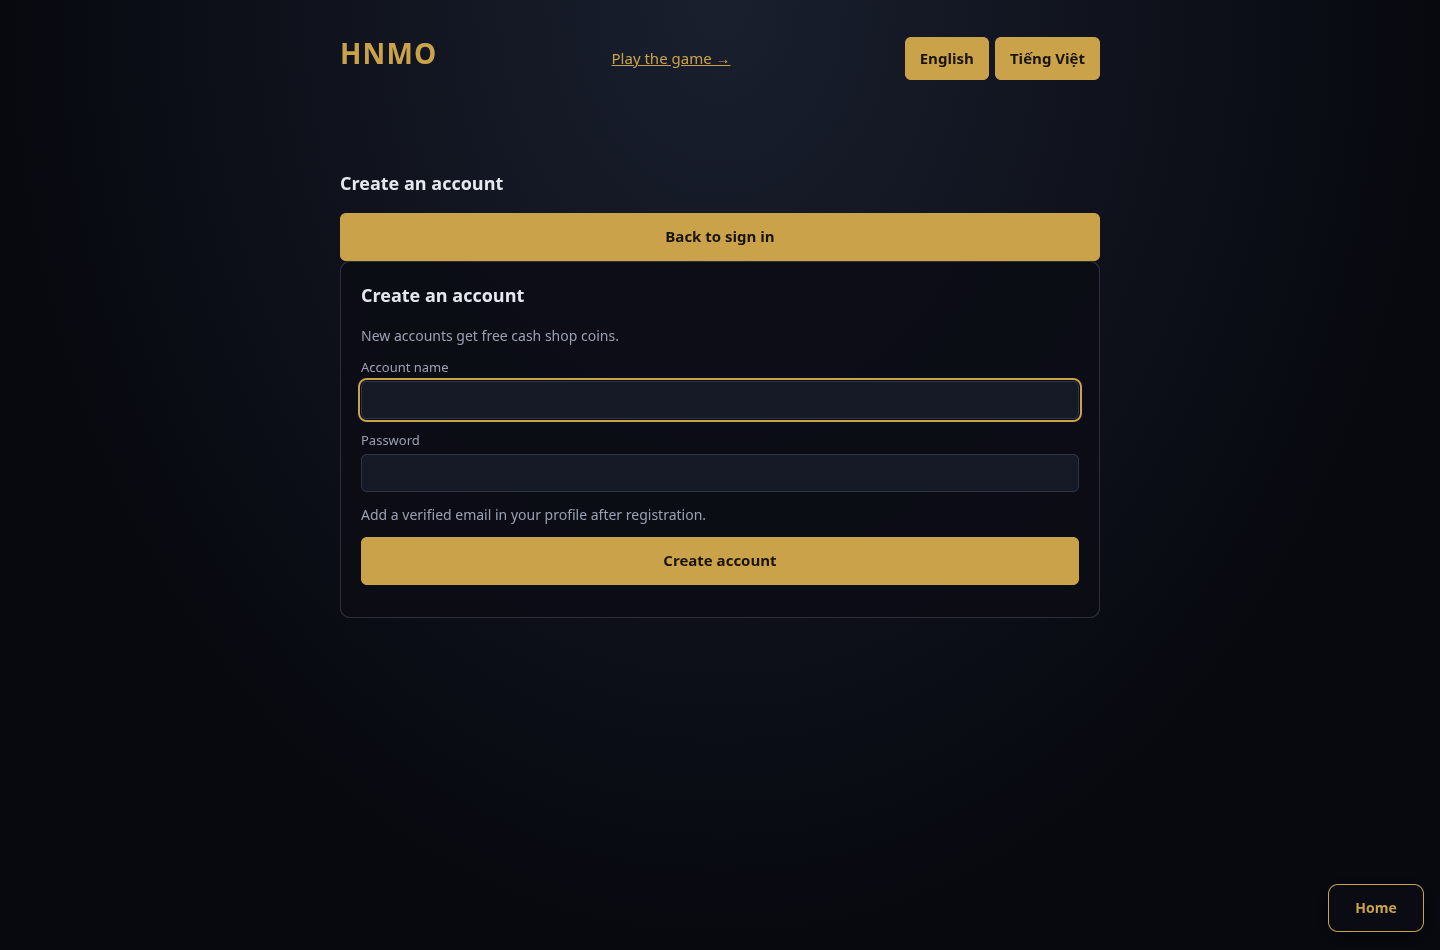 HNMO
Play the game →
English
Tiếng Việt
Create an account
Back to sign in
Create an account
New accounts get free cash shop coins.
Account name
Password
Add a verified email in your profile after registration.
Create account
Home